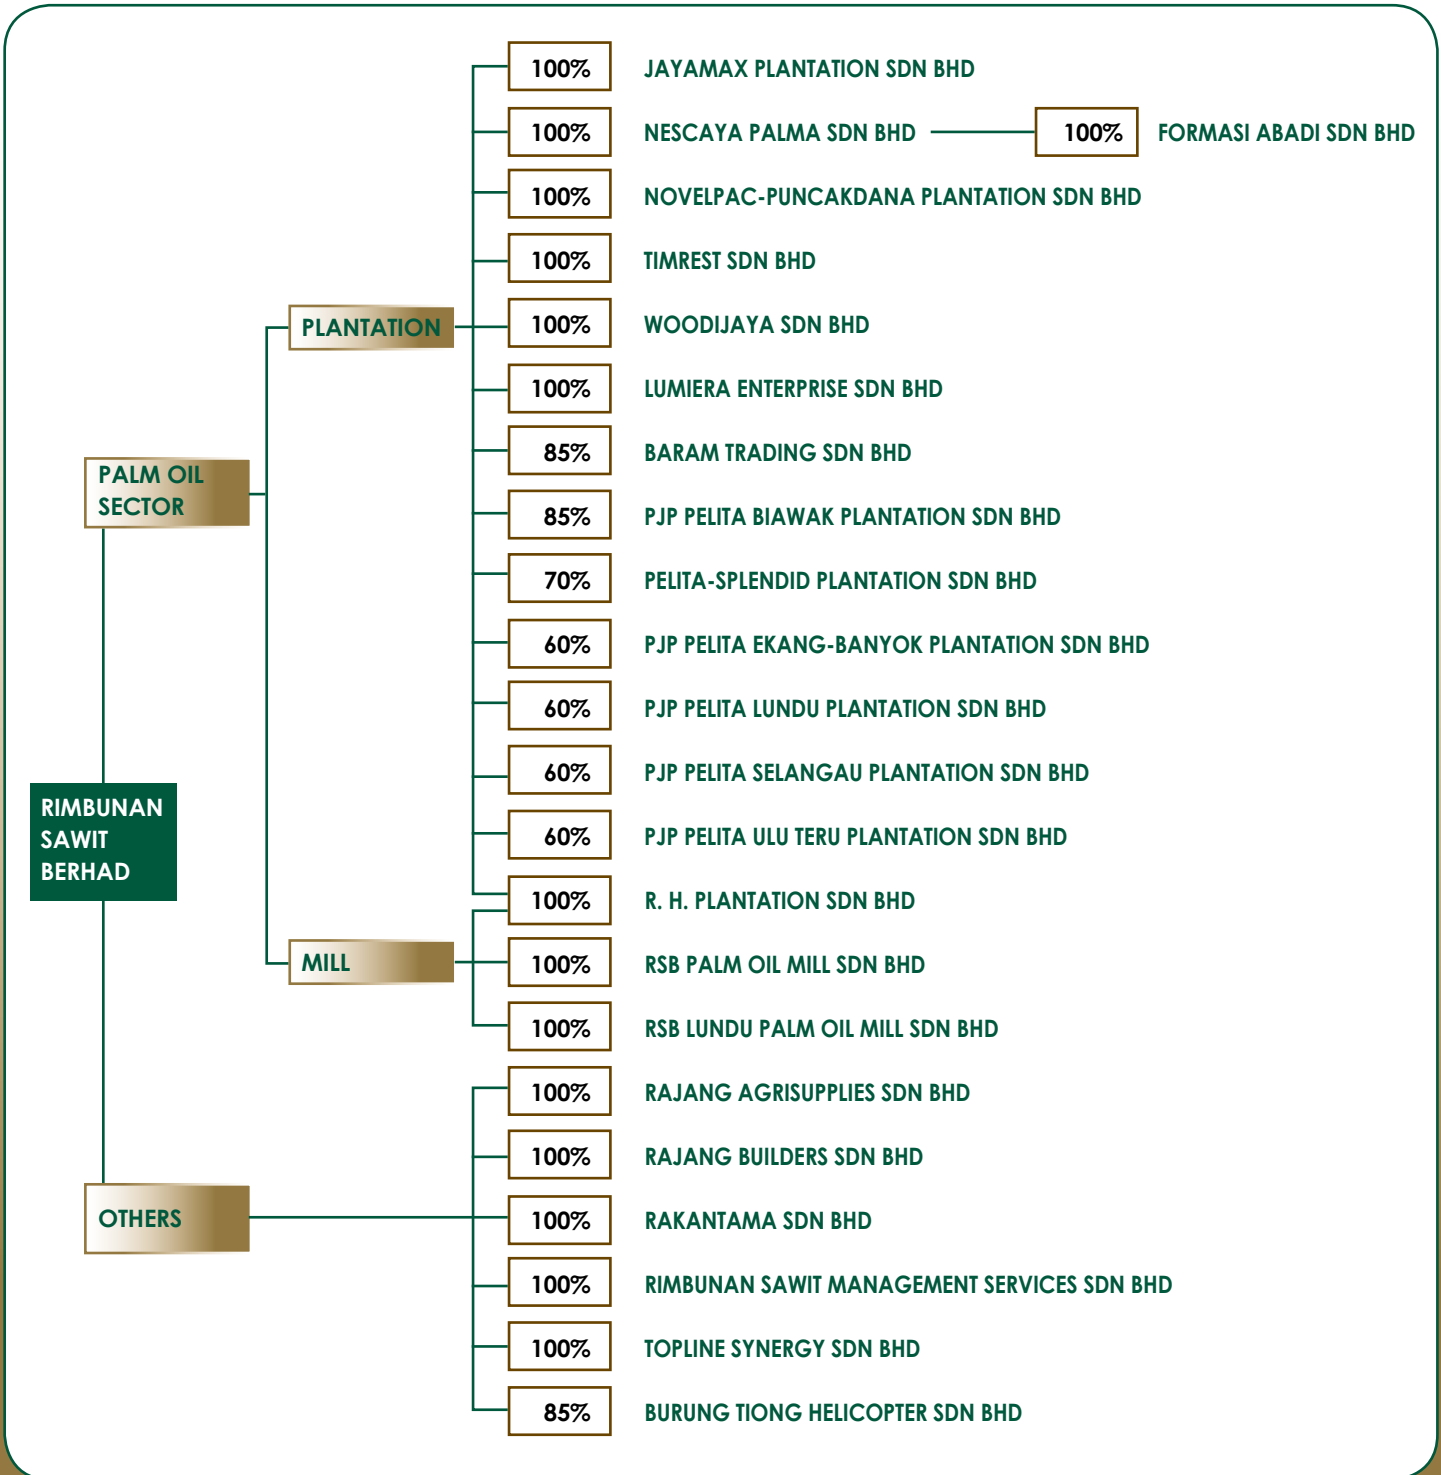 100% JAYAMAX PLANTATION SDN BHD
100% NESCAYA PALMA SDN BHD 100% FORMASI ABADI SDN BHD
100% NOVELPAC-PUNCAKDANA PLANTATION SDN BHD
100% TIMREST SDN BHD
PLANTATION 100% WOODIJAYA SDN BHD
100% LUMIERA ENTERPRISE SDN BHD
85% BARAM TRADING SDN BHD
PALM OIL
SECTOR
85% PJP PELITA BIAWAK PLANTATION SDN BHD
70% PELITA-SPLENDID PLANTATION SDN BHD
60% PJP PELITA EKANG-BANYOK PLANTATION SDN BHD
60% PJP PELITA LUNDU PLANTATION SDN BHD
60% PJP PELITA SELANGAU PLANTATION SDN BHD
RIMBUNAN
SAWIT
BERHAD
60% PJP PELITA ULU TERU PLANTATION SDN BHD
100% R. H. PLANTATION SDN BHD
MILL 100% RSB PALM OIL MILL SDN BHD
100% RSB LUNDU PALM OIL MILL SDN BHD
100% RAJANG AGRISUPPLIES SDN BHD
100% RAJANG BUILDERS SDN BHD
OTHERS 100% RAKANTAMA SDN BHD
100% RIMBUNAN SAWIT MANAGEMENT SERVICES SDN BHD
100% TOPLINE SYNERGY SDN BHD
85% BURUNG TIONG HELICOPTER SDN BHD